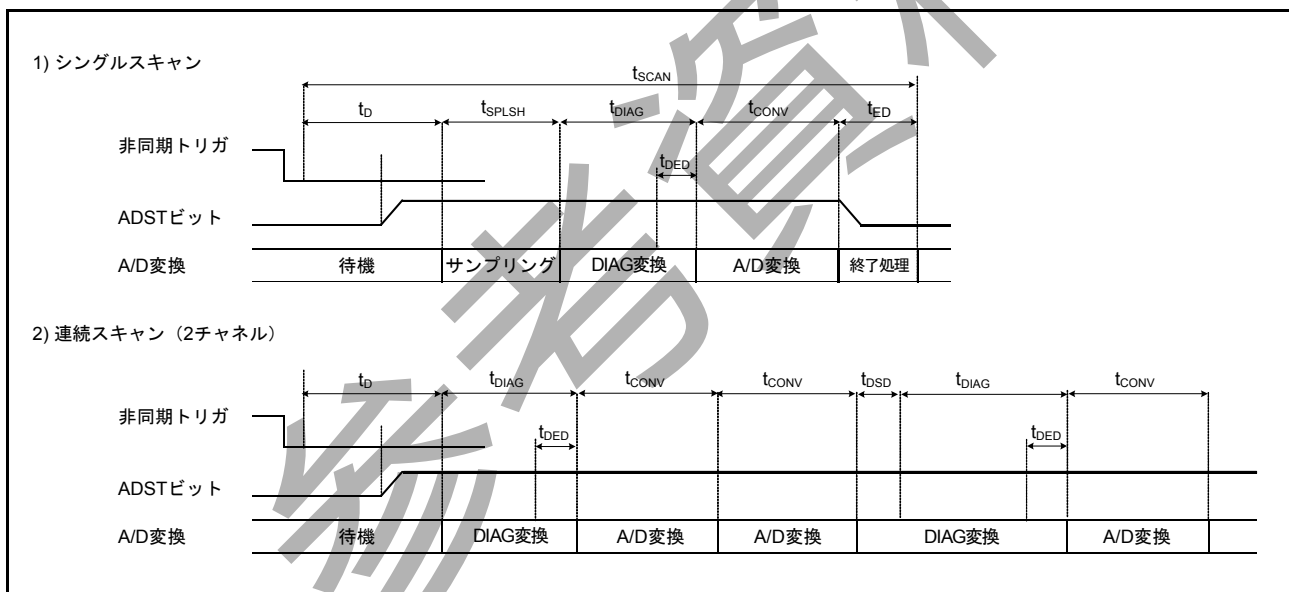 1) シングルスキャン
tSCAN
tD tSPLSH tDIAG tCONV tED
非同期トリガ
tDED
ADSTビット
A/D変換 待機 サンプリング DIAG変換 A/D変換 終了処理
2) 連続スキャン（2チャネル）
tD tDIAG tCONV tCONV tDSD tDIAG tCONV
非同期トリガ
tDED tDED
ADSTビット
A/D変換 待機 DIAG変換 A/D変換 A/D変換 DIAG変換 A/D変換
参考資料